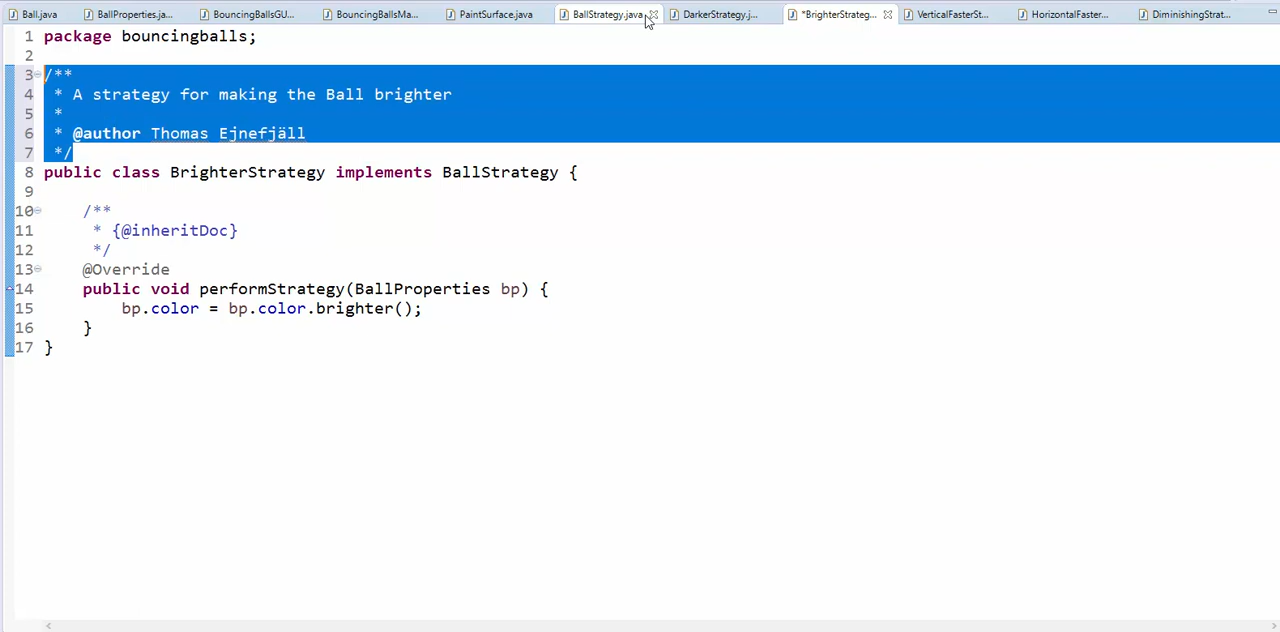 Ball.java BallProperties.ja... BouncingBallsGU... BouncingBallsMa... PaintSurface.java BallStrategy.java DarkerStrategy.j... *BrighterStrateg... VerticalFasterSt... HorizontalFaster... DiminishingStrat...
1 package bouncingballs;
2
3 /**
4  * A strategy for making the Ball brighter
5  *
6  * @author Thomas Ejnefjäll
7  */
8 public class BrighterStrategy implements BallStrategy {
9
10     /**
11      * {@inheritDoc}
12      */
13     @Override
14     public void performStrategy(BallProperties bp) {
15         bp.color = bp.color.brighter();
16     }
17 }